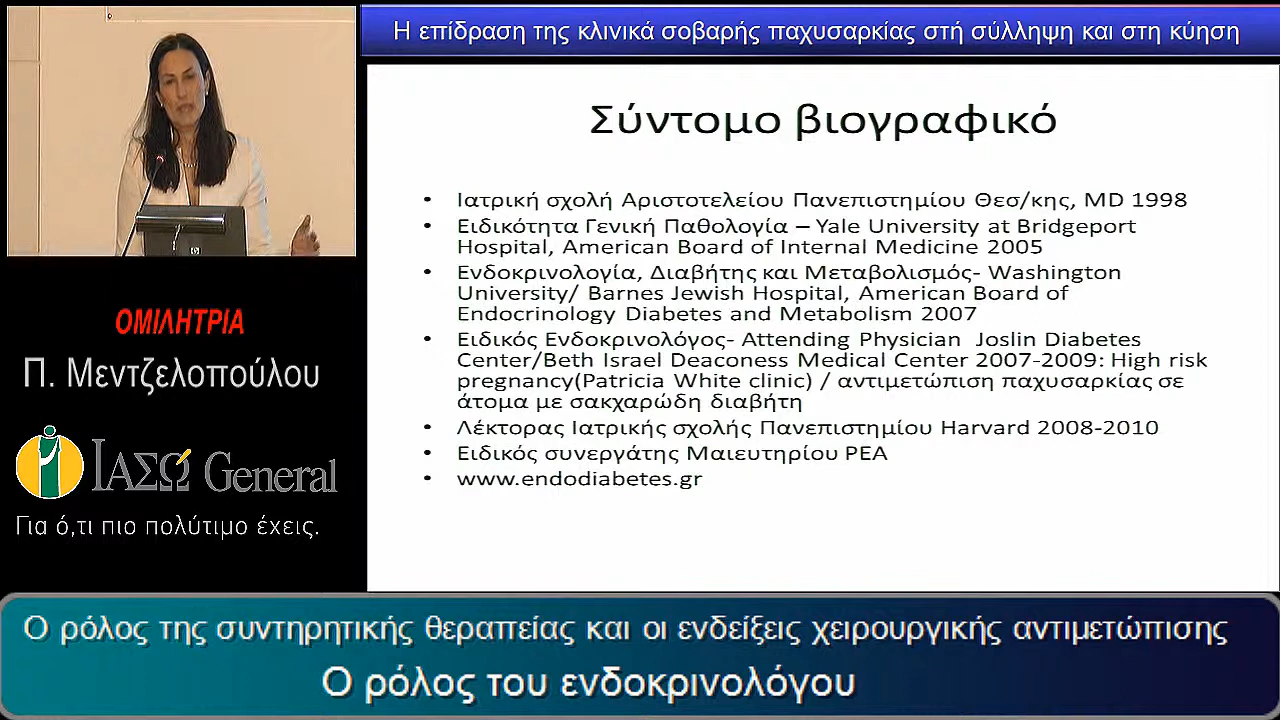 Η επίδραση της κλινικά σοβαρής παχυσαρκίας στή σύλληψη και στη κύηση
Σύντομο βιογραφικό
• Ιατρική σχολή Αριστοτελείου Πανεπιστημίου Θεσ/κης, MD 1998
• Ειδικότητα Γενική Παθολογία – Yale University at Bridgeport
Hospital, American Board of Internal Medicine 2005
• Ενδοκρινολογία, Διαβήτης και Μεταβολισμός- Washington
University/ Barnes Jewish Hospital, American Board of
Endocrinology Diabetes and Metabolism 2007
• Ειδικός Ενδοκρινολόγος- Attending Physician Joslin Diabetes
Center/Beth Israel Deaconess Medical Center 2007-2009: High risk
pregnancy(Patricia White clinic) / αντιμετώπιση παχυσαρκίας σε
άτομα με σακχαρώδη διαβήτη
• Λέκτορας Ιατρικής σχολής Πανεπιστημίου Harvard 2008-2010
• Ειδικός συνεργάτης Μαιευτηρίου ΡΕΑ
• www.endodiabetes.gr
ΟΜΙΛΗΤΡΙΑ
Π. Μεντζελοπούλου
ΙΑΣΩ General
Για ό,τι πιο πολύτιμο έχεις.
Ο ρόλος της συντηρητικής θεραπείας και οι ενδείξεις χειρουργικής αντιμετώπισης
Ο ρόλος του ενδοκρινολόγου